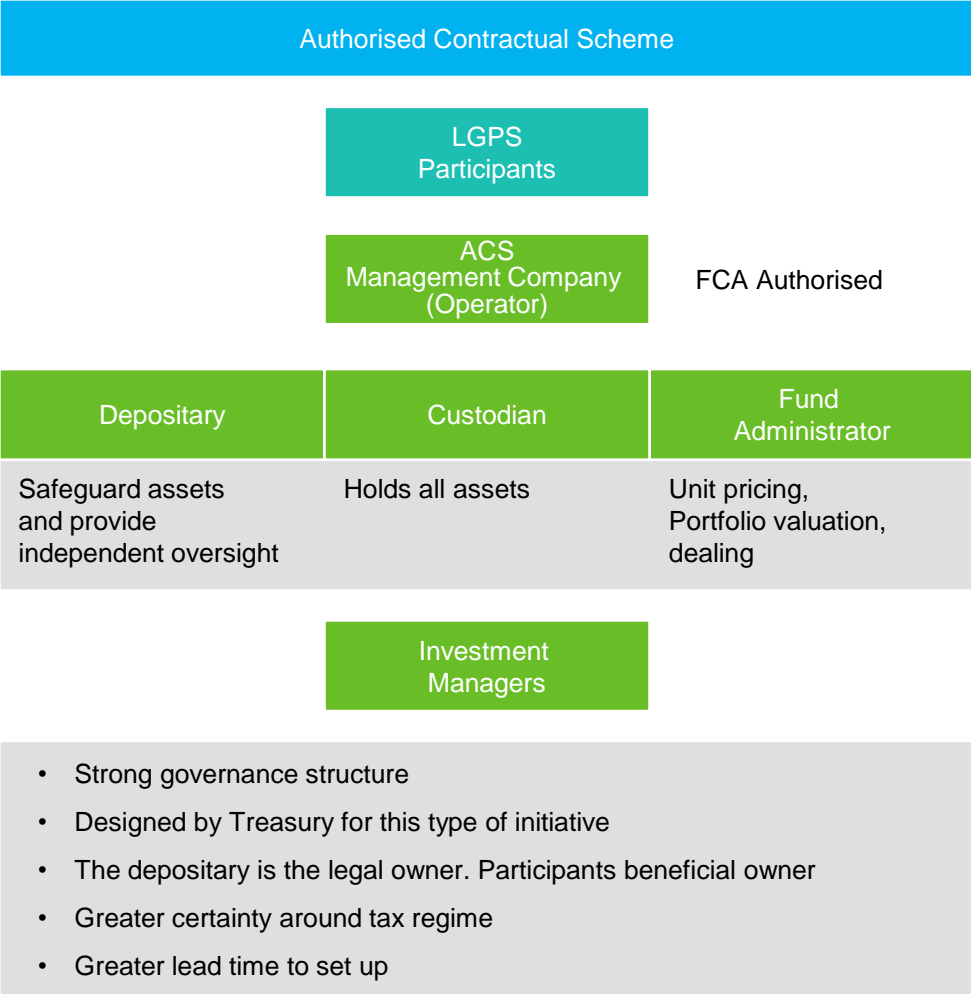 Authorised Contractual Scheme
LGPS
Participants
ACS
Management Company
(Operator)
FCA Authorised
Depositary
Custodian
Fund
Administrator
Safeguard assets
and provide
independent oversight
Holds all assets
Unit pricing,
Portfolio valuation,
dealing
Investment
Managers
• Strong governance structure
• Designed by Treasury for this type of initiative
• The depositary is the legal owner. Participants beneficial owner
• Greater certainty around tax regime
• Greater lead time to set up